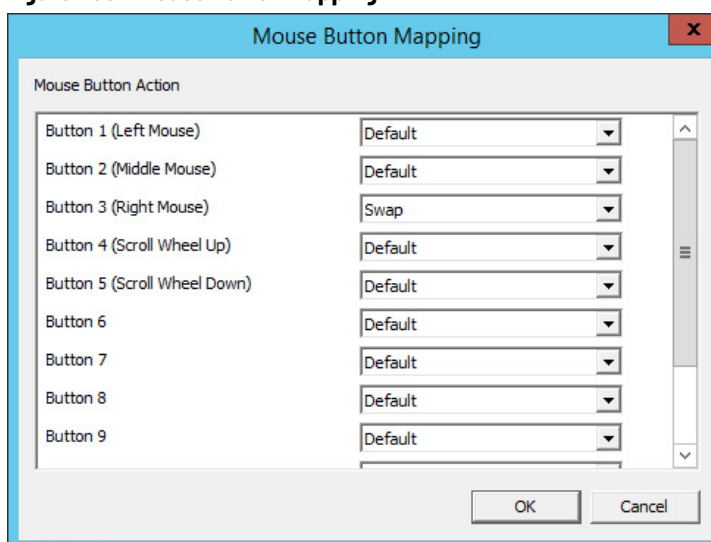 Mouse Button Mapping
x
Mouse Button Action
Button 1 (Left Mouse) Default
Button 2 (Middle Mouse) Default
Button 3 (Right Mouse) Swap
Button 4 (Scroll Wheel Up) Default
Button 5 (Scroll Wheel Down) Default
Button 6 Default
Button 7 Default
Button 8 Default
Button 9 Default
OK Cancel